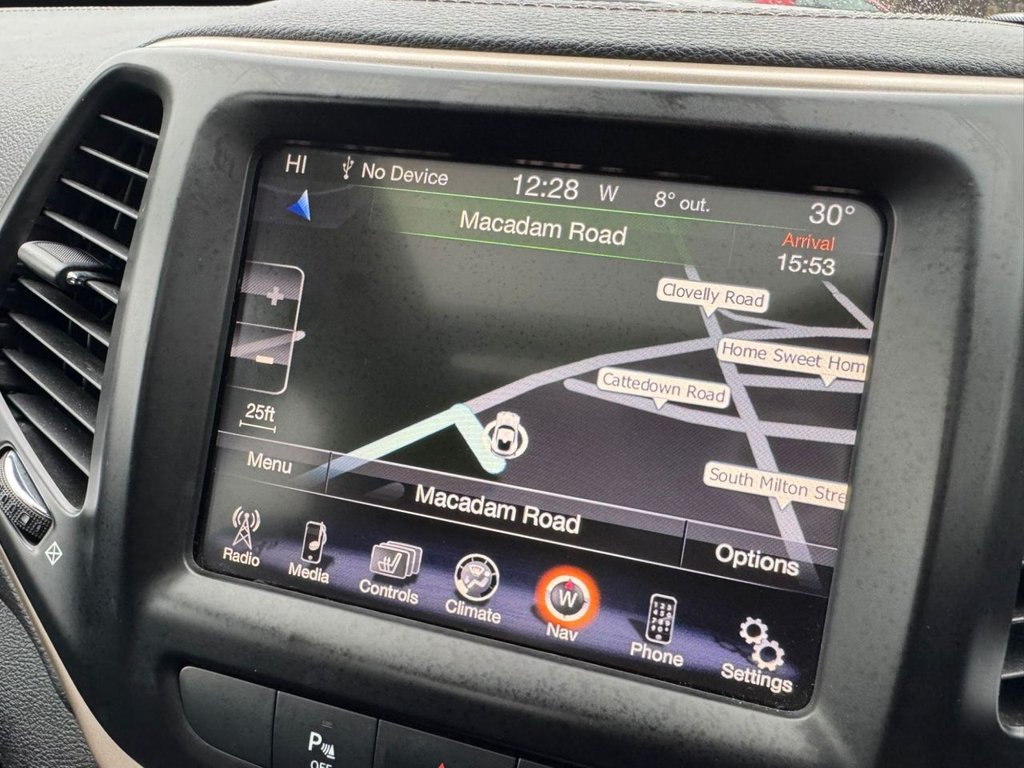 HI No Device 12:28 W 8° out. 30°
Macadam Road
Arrival
15:53
Clovelly Road
+
Home Sweet Hom
Cattedown Road
-
25ft
South Milton Stre
Menu
Macadam Road
Options
Radio
Media
Controls
Climate
W
Nav
Phone
Settings
P
OFF